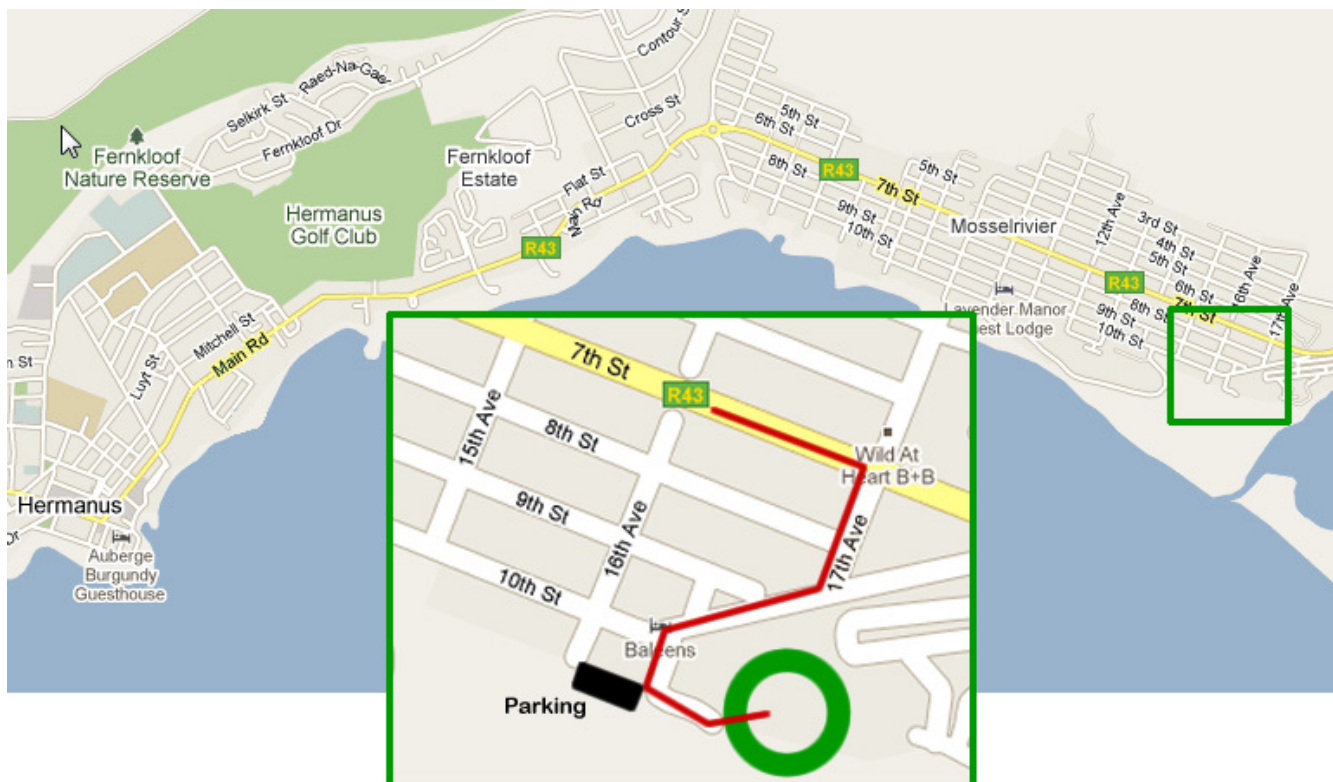 Contour S
Raed-Na-Gael
Selkirk St
Fernkloof Dr
Cross St
5th St
6th St
Fernkloof
Nature Reserve
Fernkloof
Estate
8th St
R43
5th St
7th St
Flat St
Hermanus
Golf Club
Main Rd
9th St
10th St
Mosselrivier
12th Ave
3rd St
4th St
5th St
R43
R43
6th St
16th Ave
17th Ave
Lavender Manor
est Lodge
8th St
7th St
9th St
10th St
Mitchell St
Main Rd
Luyt St
n St
Hermanus
Dr
Auberge
Burgundy
Guesthouse
7th St
R43
15th Ave
8th St
Wild At
Heart B+B
9th St
16th Ave
17th Ave
10th St
Baleens
Parking